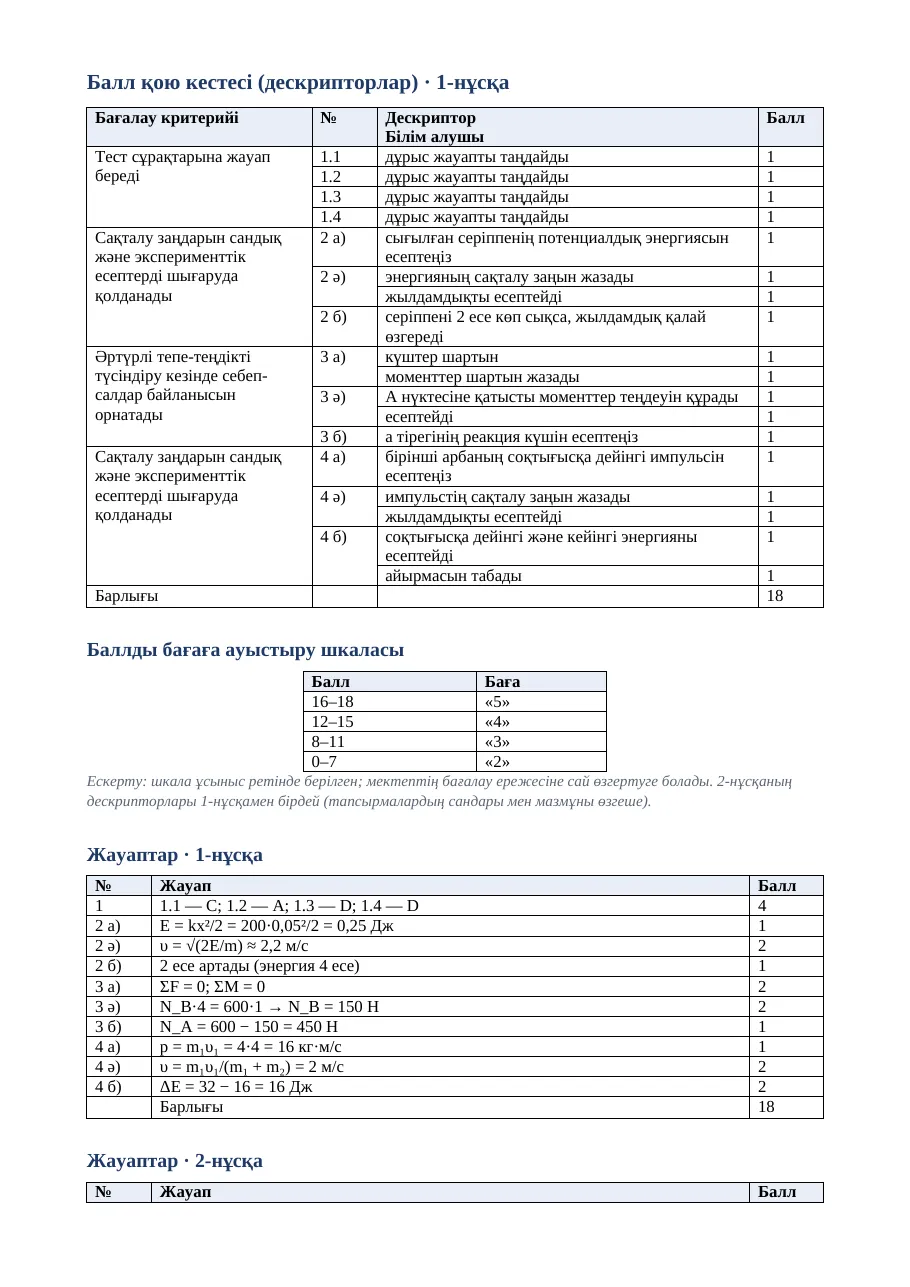 Балл қою кестесі (дескрипторлар) · 1-нұсқа
Бағалау критерийі № Дескриптор Балл
Білім алушы
Тест сұрақтарына жауап 1.1 дұрыс жауапты таңдайды 1
береді 1.2 дұрыс жауапты таңдайды 1
1.3 дұрыс жауапты таңдайды 1
1.4 дұрыс жауапты таңдайды 1
Сақталу заңдарын сандық 2 а) сығылған серіппенің потенциалдық энергиясын 1
және эксперименттік есептеңіз
есептерді шығаруда 2 ә) энергияның сақталу заңын жазады 1
қолданады жылдамдықты есептейді 1
2 б) серіппені 2 есе көп сықса, жылдамдық қалай 1
өзгереді
Әртүрлі тепе-теңдікті 3 а) күштер шартын 1
түсіндіру кезінде себеп- моменттер шартын жазады 1
салдар байланысын 3 ә) А нүктесіне қатысты моменттер теңдеуін құрады 1
орнатады есептейді 1
3 б) а тірегінің реакция күшін есептеңіз 1
Сақталу заңдарын сандық 4 а) бірінші арбаның соқтығысқа дейінгі импульсін 1
және эксперименттік есептеңіз
есептерді шығаруда 4 ә) импульстің сақталу заңын жазады 1
қолданады жылдамдықты есептейді 1
4 б) соқтығысқа дейінгі және кейінгі энергияны 1
есептейді
айырмасын табады 1
Барлығы 18
Баллды бағаға ауыстыру шкаласы
Балл Баға
16–18 «5»
12–15 «4»
8–11 «3»
0–7 «2»
Ескерту: шкала ұсыныс ретінде берілген; мектептің бағалау ережесіне сай өзгертуге болады. 2-нұсқаның
дескрипторлары 1-нұсқамен бірдей (тапсырмалардың сандары мен мазмұны өзгеше).
Жауаптар · 1-нұсқа
№ Жауап Балл
1 1.1 — C; 1.2 — A; 1.3 — D; 1.4 — D 4
2 а) E = kx²/2 = 200·0,05²/2 = 0,25 Дж 1
2 ә) υ = √(2E/m) ≈ 2,2 м/с 2
2 б) 2 есе артады (энергия 4 есе) 1
3 а) ΣF = 0; ΣM = 0 2
3 ә) N_B·4 = 600·1 → N_B = 150 Н 2
3 б) N_A = 600 − 150 = 450 Н 1
4 а) p = m₁υ₁ = 4·4 = 16 кг·м/с 1
4 ә) υ = m₁υ₁/(m₁ + m₂) = 2 м/с 2
4 б) ΔE = 32 − 16 = 16 Дж 2
Барлығы 18
Жауаптар · 2-нұсқа
№ Жауап Балл